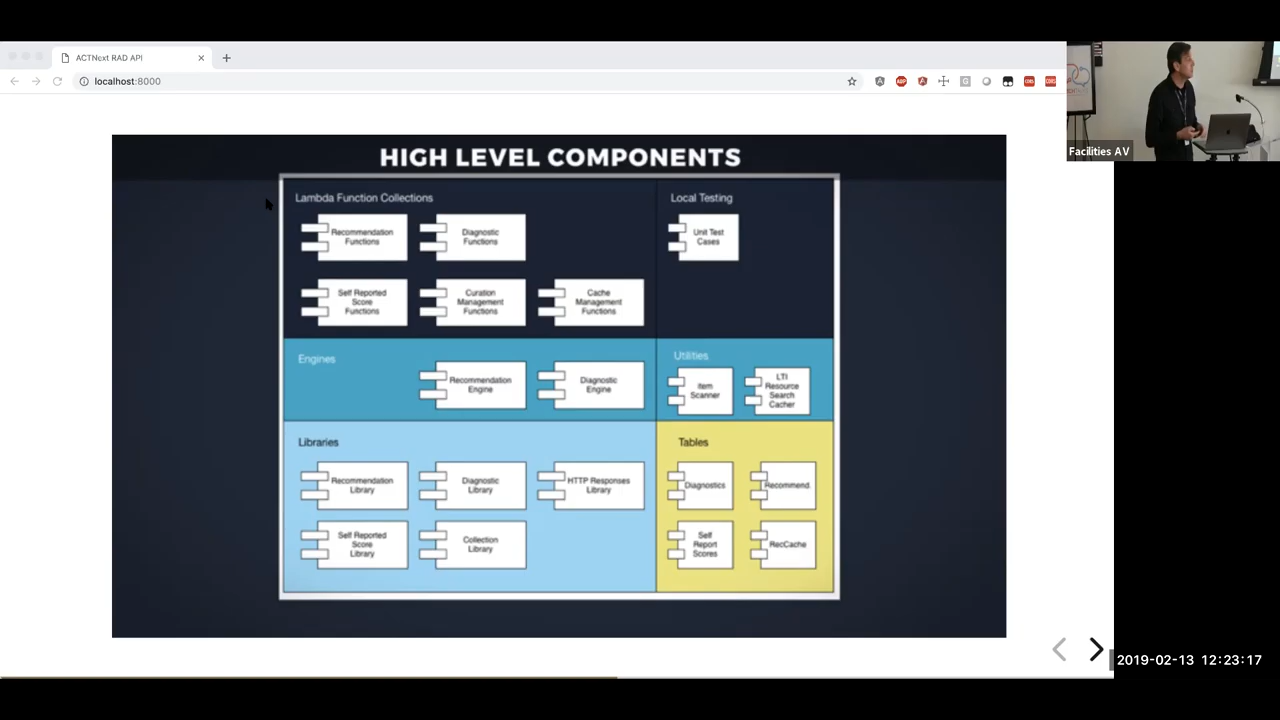 ACTNext RAD API
localhost:8000
Facilities AV
HIGH LEVEL COMPONENTS
Lambda Function Collections
Recommendation
Functions
Diagnostic
Functions
Self Reported
Score
Functions
Curation
Management
Functions
Cache
Management
Functions
Local Testing
Unit Test
Cases
Engines
Recommendation
Engine
Diagnostic
Engine
Utilities
Item
Scanner
LTI
Resource
Search
Cacher
Libraries
Recommendation
Library
Diagnostic
Library
HTTP Responses
Library
Self Reported
Score
Library
Collection
Library
Tables
Diagnostics
Recommend.
Self
Report
Scores
RecCache
2019-02-13 12:23:17